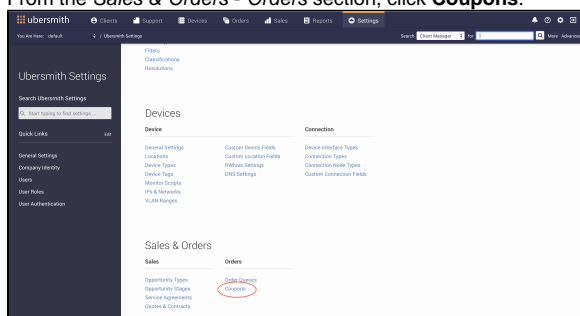 From the Sales & Orders - Orders section, click Coupons.
ubersmith Clients Support Devices Orders Sales Reports Settings
You Are Here: default / Ubersmith Settings Search Client Manager for More Advanced
Filters
Classifications
Resolutions
Ubersmith Settings
Search Ubersmith Settings
Start typing to find settings ...
Quick Links
General Settings
Company Identity
Users
User Roles
User Authentication
Devices
Device Connection
General Settings Custom Device Fields Device Interface Types
Locations Custom Location Fields Connection Types
Device Types RWhois Settings Connection Node Types
Device Tags DNS Settings Custom Connection Fields
Monitor Scripts
IPs & Networks
VLAN Ranges
Sales & Orders
Sales Orders
Opportunity Types Order Queues
Opportunity Stages Coupons
Service Agreements
Quotes & Contracts